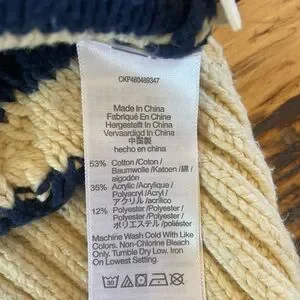 CKP460469347
Made In China
Fabriqué En Chine
Hergestellt In China
Vervaardigd In China
中国製
hecho en china
53% Cotton /Coton /
Baumwolle /Katoen / 綿 /
algodón
35% Acrylic /Acrylique /
Polyacryl /Acryl /
アクリル /acrílico
12% Polyester /Polyester /
Polyester /Polyester /
ポリエステル /poliéster
Machine Wash Cold With Like
Colors. Non-Chlorine Bleach
Only. Tumble Dry Low. Iron
On Lowest Setting.